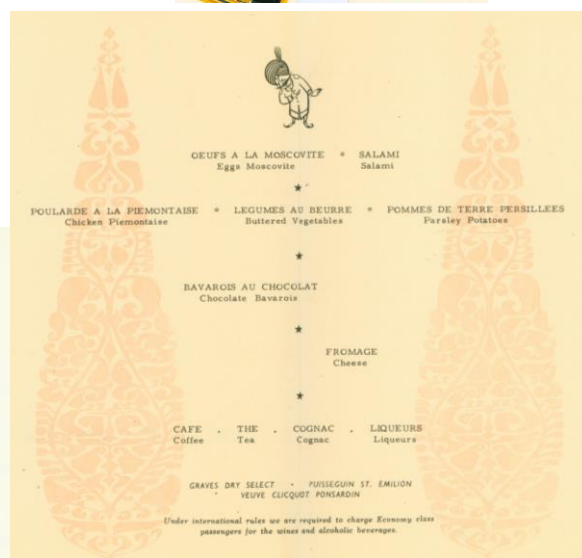 OEUFS A LA MOSCOVITE * SALAMI
Eggs Moscovite Salami
POULARDE A LA PIEMONTAISE * LEGUMES AU BEURRE * POMMES DE TERRE PERSILLEES
Chicken Piemontaise Buttered Vegetables Parsley Potatoes
BAVAROIS AU CHOCOLAT
Chocolate Bavarois
FROMAGE
Cheese
CAFE . THE . COGNAC . LIQUEURS
Coffee Tea Cognac Liqueurs
GRAVES DRY SELECT * PUISSEGUIN ST. EMILION
* VEUVE CLICQUOT PONSARDIN
Under international rules we are required to charge Economy class
passengers for the wines and alcoholic beverages.